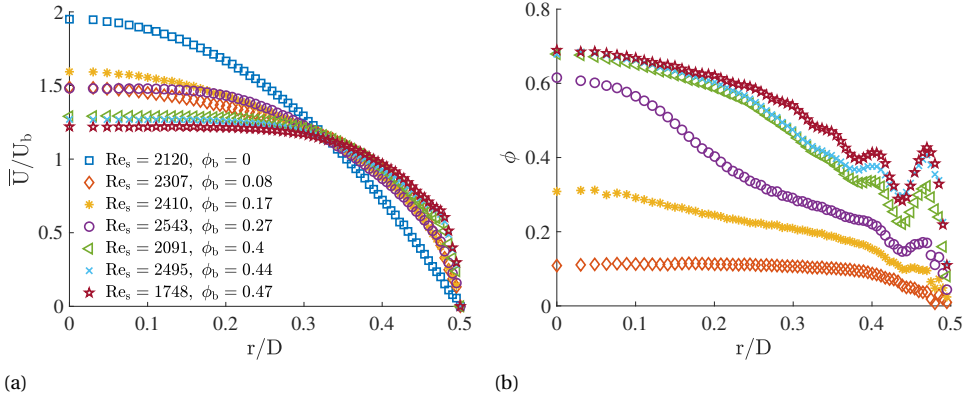 2
1.5
1
0.5
0
U̅/U_b
Re_s = 2120, ϕ_b = 0
Re_s = 2307, ϕ_b = 0.08
Re_s = 2410, ϕ_b = 0.17
Re_s = 2543, ϕ_b = 0.27
Re_s = 2091, ϕ_b = 0.4
Re_s = 2495, ϕ_b = 0.44
Re_s = 1748, ϕ_b = 0.47
0 0.1 0.2 0.3 0.4 0.5
r/D
(a)
0.8
0.6
0.4
0.2
0
ϕ
0 0.1 0.2 0.3 0.4 0.5
r/D
(b)